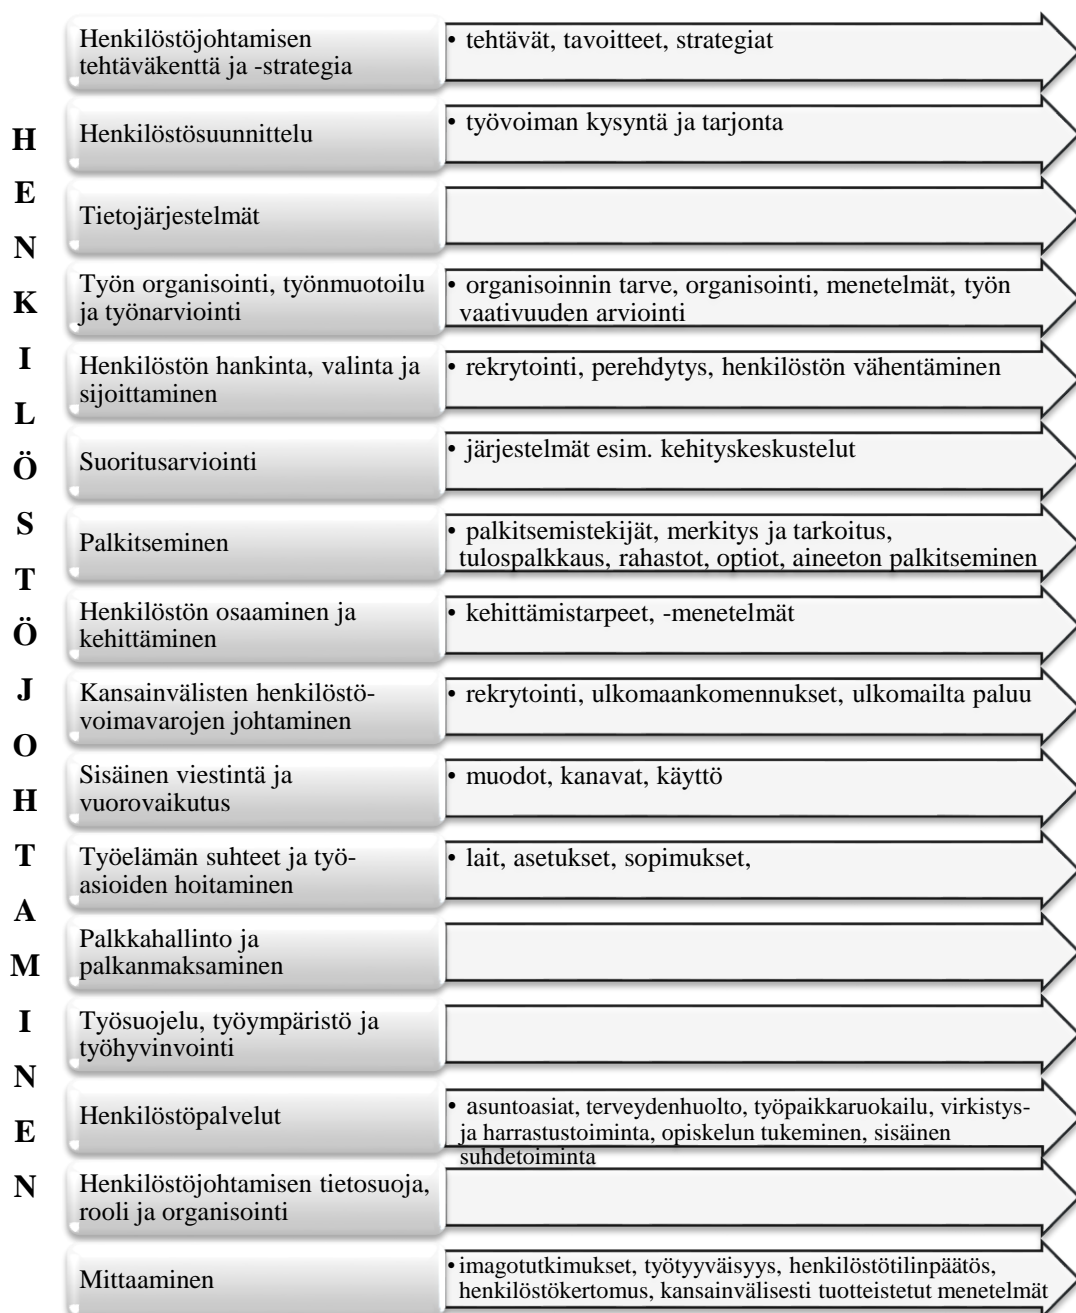 HENKILÖSTÖJOHTAMINEN
Henkilöstöjohtamisen
tehtäväkenttä ja -strategia
• tehtävät, tavoitteet, strategiat
Henkilöstösuunnittelu
• työvoiman kysyntä ja tarjonta
Tietojärjestelmät
Työn organisointi, työnmuotoilu
ja työnarviointi
• organisoinnin tarve, organisointi, menetelmät, työn
vaativuuden arviointi
Henkilöstön hankinta, valinta ja
sijoittaminen
• rekrytointi, perehdytys, henkilöstön vähentäminen
Suoritusarviointi
• järjestelmät esim. kehityskeskustelut
Palkitseminen
• palkitsemistekijät, merkitys ja tarkoitus,
tulospalkkaus, rahastot, optiot, aineeton palkitseminen
Henkilöstön osaaminen ja
kehittäminen
• kehittämistarpeet, -menetelmät
Kansainvälisten henkilöstö-
voimavarojen johtaminen
• rekrytointi, ulkomaankomennukset, ulkomailta paluu
Sisäinen viestintä ja
vuorovaikutus
• muodot, kanavat, käyttö
Työelämän suhteet ja työ-
asioiden hoitaminen
• lait, asetukset, sopimukset,
Palkkahallinto ja
palkanmaksaminen
Työsuojelu, työympäristö ja
työhyvinvointi
Henkilöstöpalvelut
• asuntoasiat, terveydenhuolto, työpaikkaruokailu, virkistys-
ja harrastustoiminta, opiskelun tukeminen, sisäinen
suhdetoiminta
Henkilöstöjohtamisen tietosuoja,
rooli ja organisointi
Mittaaminen
• imagotutkimukset, työtyyväisyys, henkilöstötilinpäätös,
henkilöstökertomus, kansainvälisesti tuotteistetut menetelmät